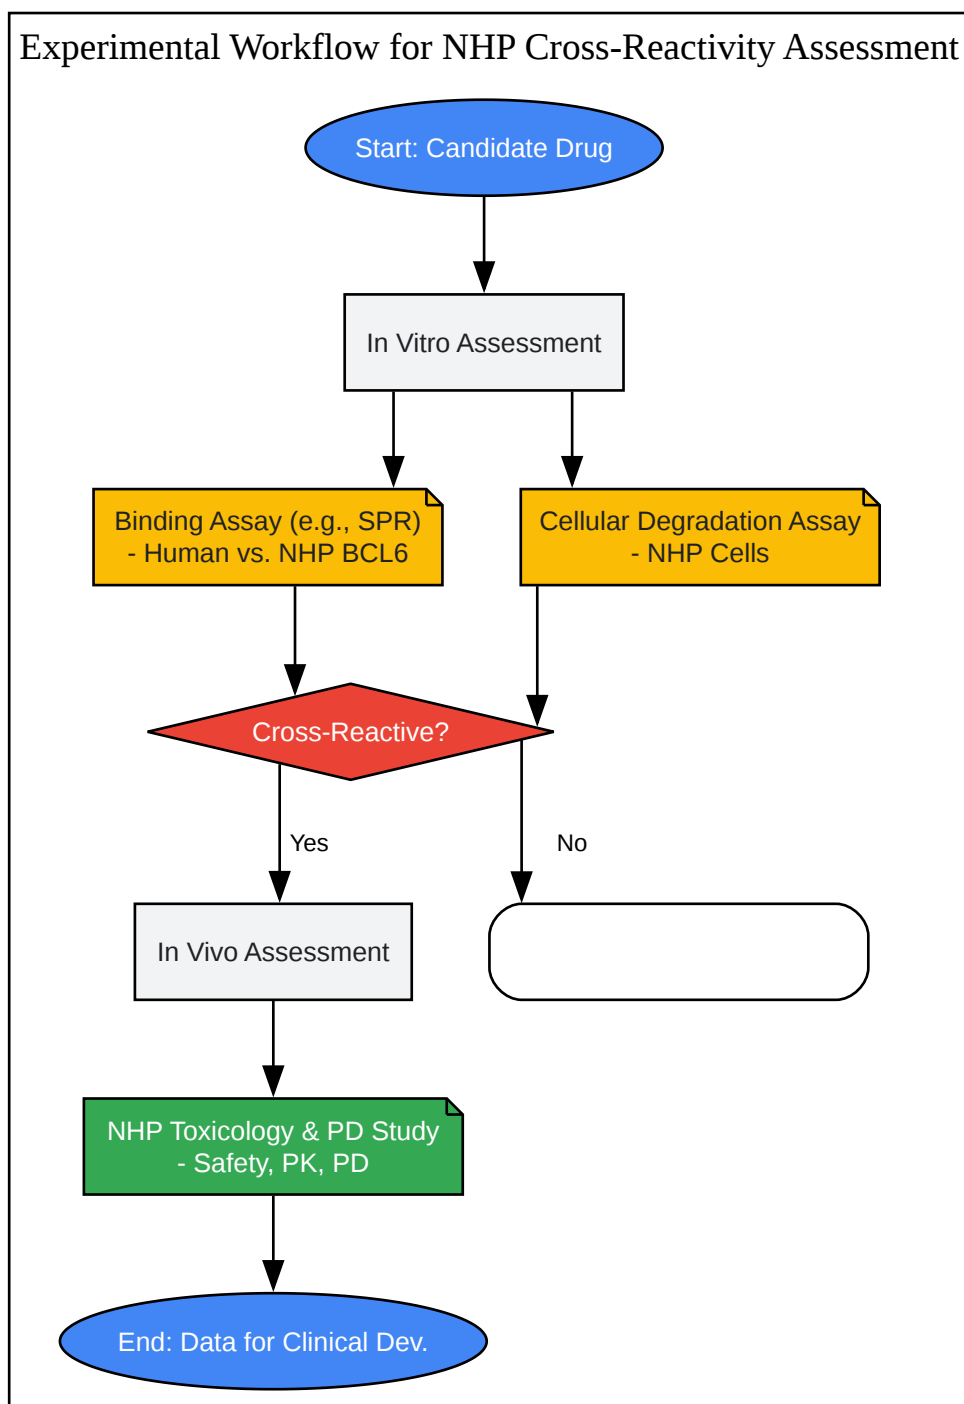 Experimental Workflow for NHP Cross-Reactivity Assessment
Start: Candidate Drug
In Vitro Assessment
Binding Assay (e.g., SPR)
- Human vs. NHP BCL6
Cellular Degradation Assay
- NHP Cells
Cross-Reactive?
Yes
No
In Vivo Assessment
NHP Toxicology & PD Study
- Safety, PK, PD
End: Data for Clinical Dev.